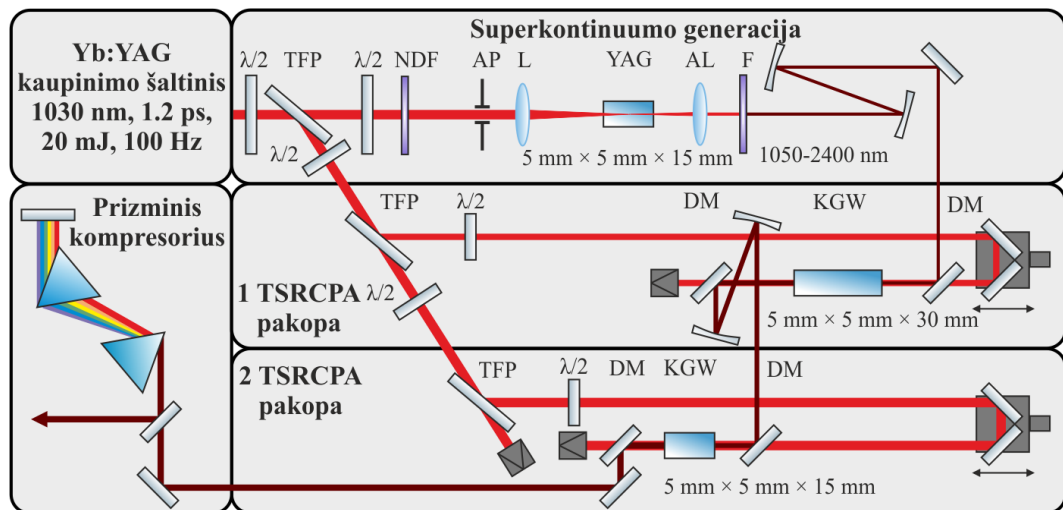 Yb:YAG
kaupinimo šaltinis
1030 nm, 1.2 ps,
20 mJ, 100 Hz
Superkontinuumo generacija
λ/2 TFP λ/2 NDF AP L YAG AL F
λ/2
5 mm × 5 mm × 15 mm
1050-2400 nm
Prizminis
kompresorius
TFP λ/2 DM KGW DM
λ/2
1 TSRCPA
pakopa
5 mm × 5 mm × 30 mm
2 TSRCPA
pakopa
TFP λ/2 DM KGW DM
5 mm × 5 mm × 15 mm